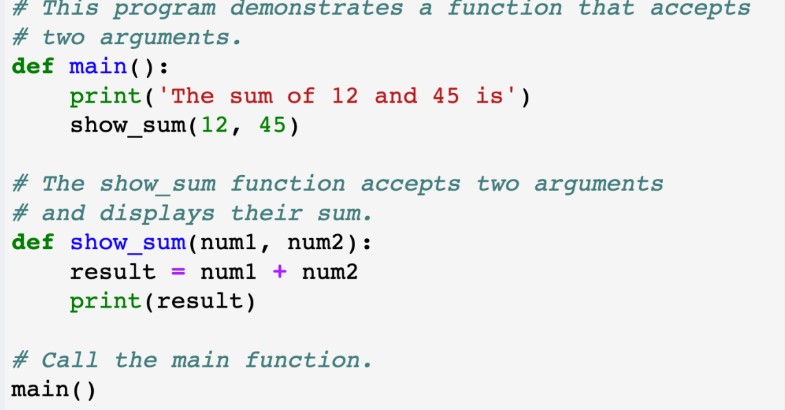 # This program demonstrates a function that accepts
# two arguments.
def main():
    print('The sum of 12 and 45 is')
    show_sum(12, 45)

# The show_sum function accepts two arguments
# and displays their sum.
def show_sum(num1, num2):
    result = num1 + num2
    print(result)

# Call the main function.
main()